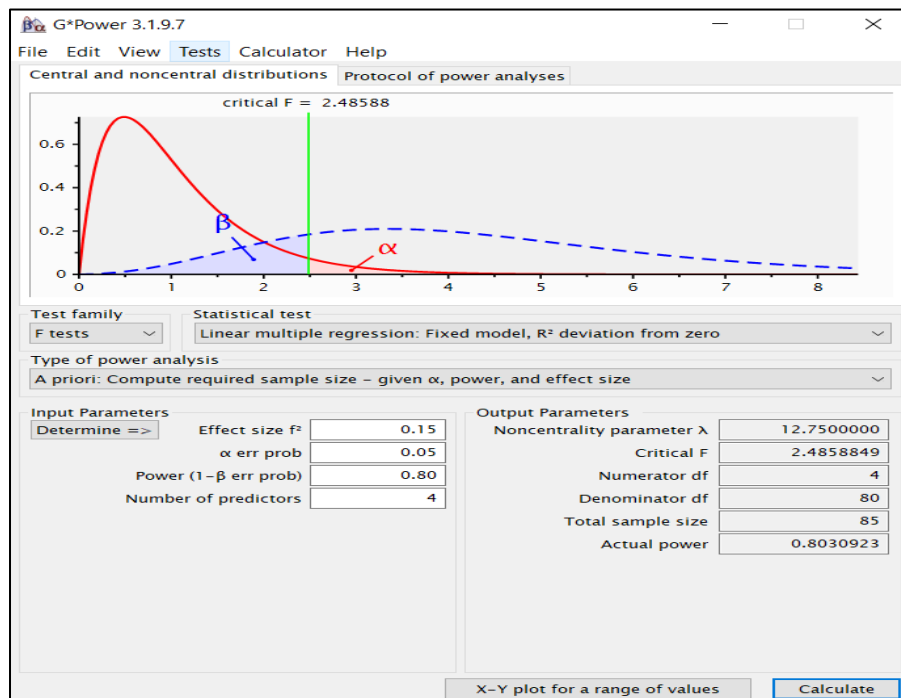 G*Power 3.1.9.7
File Edit View Tests Calculator Help
Central and noncentral distributions Protocol of power analyses
critical F = 2.48588
0.6
0.4
0.2
0
β
α
0 1 2 3 4 5 6 7 8
Test family Statistical test
F tests Linear multiple regression: Fixed model, R² deviation from zero
Type of power analysis
A priori: Compute required sample size – given α, power, and effect size
Input Parameters Output Parameters
Determine => Effect size f² 0.15 Noncentrality parameter λ 12.7500000
α err prob 0.05 Critical F 2.4858849
Power (1-β err prob) 0.80 Numerator df 4
Number of predictors 4 Denominator df 80
Total sample size 85
Actual power 0.8030923
X-Y plot for a range of values Calculate